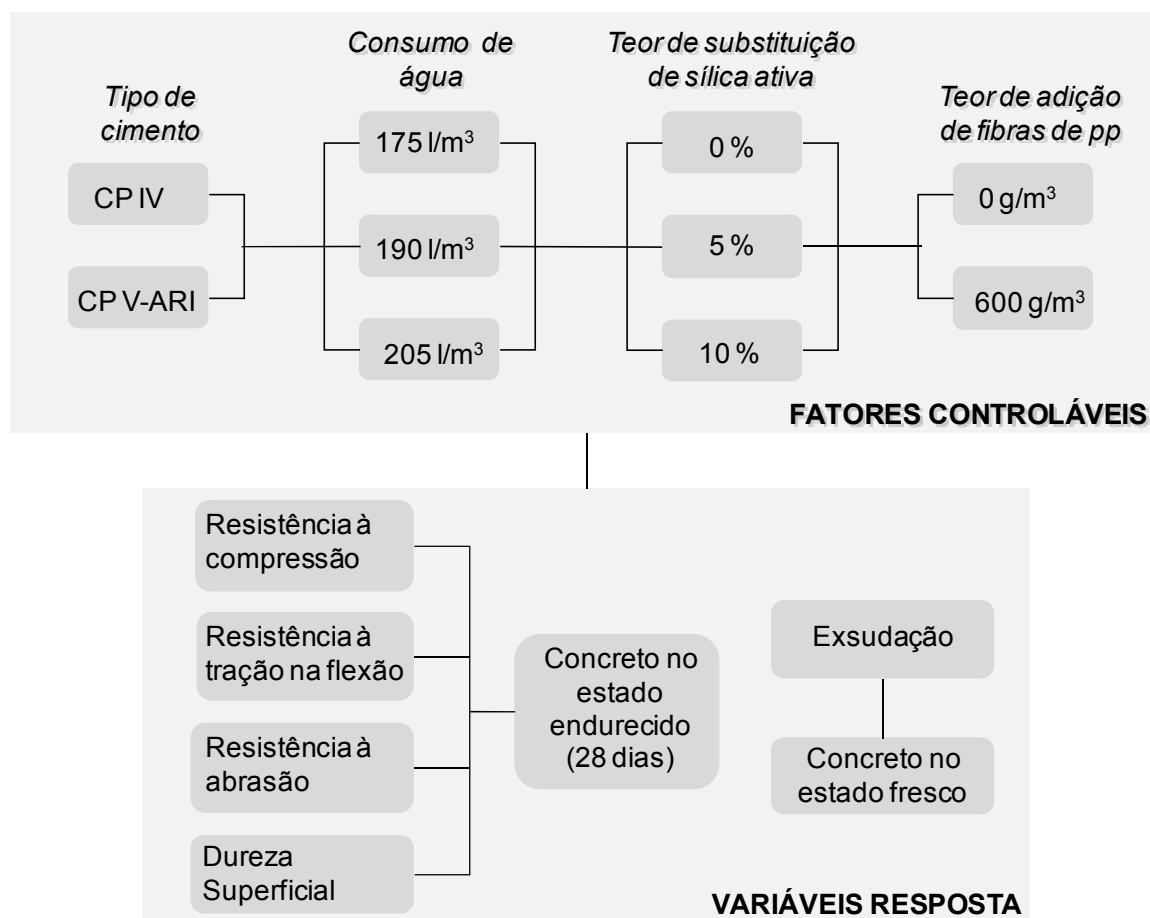 Tipo de
cimento
CP IV
CP V-ARI
Consumo de
água
175 l/m³
190 l/m³
205 l/m³
Teor de substituição
de sílica ativa
0 %
5 %
10 %
Teor de adição
de fibras de pp
0 g/m³
600 g/m³
FATORES CONTROLÁVEIS
Resistência à
compressão
Resistência à
tração na flexão
Resistência à
abrasão
Dureza
Superficial
Concreto no
estado
endurecido
(28 dias)
Exsudação
Concreto no
estado fresco
VARIÁVEIS RESPOSTA